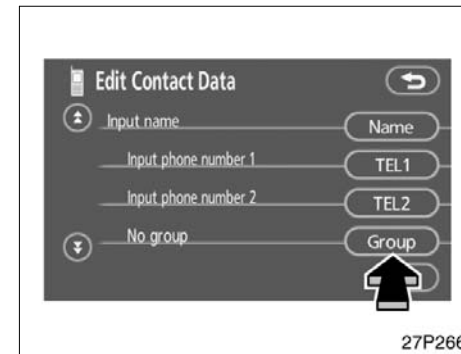 Edit Contact Data
Input name Name
Input phone number 1 TEL1
Input phone number 2 TEL2
No group Group
27P266